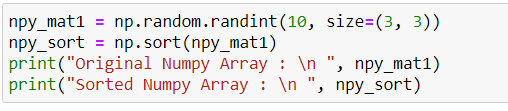 npy_mat1 = np.random.randint(10, size=(3, 3))
npy_sort = np.sort(npy_mat1)
print("Original Numpy Array : \n ", npy_mat1)
print("Sorted Numpy Array : \n ", npy_sort)